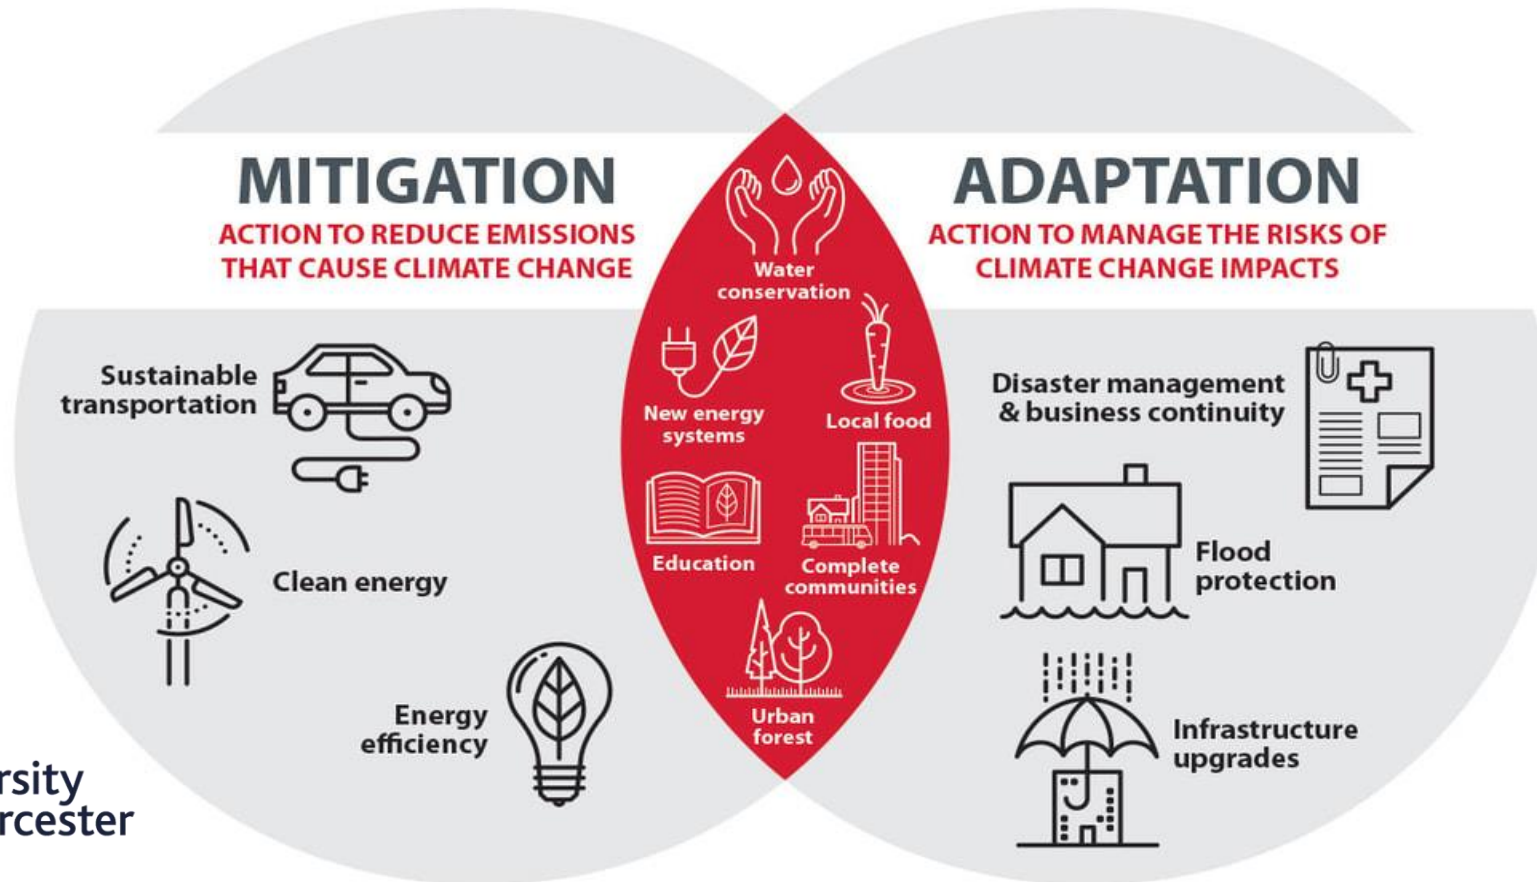 MITIGATION
ACTION TO REDUCE EMISSIONS
THAT CAUSE CLIMATE CHANGE
Sustainable
transportation
Clean energy
Energy
efficiency
Water
conservation
New energy
systems
Local food
Education
Complete
communities
Urban
forest
ADAPTATION
ACTION TO MANAGE THE RISKS OF
CLIMATE CHANGE IMPACTS
Disaster management
& business continuity
Flood
protection
Infrastructure
upgrades
rsity
rcester